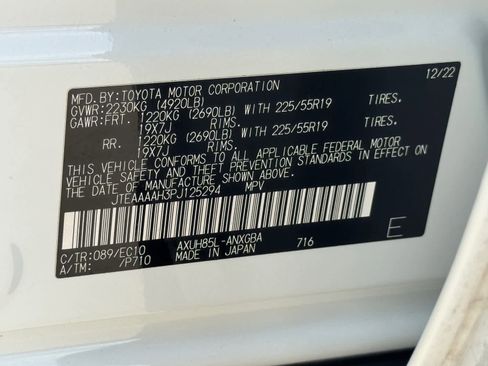 MFD.BY:TOYOTA MOTOR CORPORATION 12/22
GVWR:2230KG (4920LB)
GAWR:FRT. 1220KG (2690LB) WITH 225/55R19 TIRES.
19X7J RIMS.
RR. 1220KG (2690LB) WITH 225/55R19 TIRES.
19X7J RIMS.
THIS VEHICLE CONFORMS TO ALL APPLICABLE FEDERAL MOTOR
VEHICLE SAFETY AND THEFT PREVENTION STANDARDS IN EFFECT ON
THE DATE OF MANUFACTURE SHOWN ABOVE.
JTEAAAAH3PJ125294 MPV
C/TR:089/EC10 AXUH85L-ANXGBA 716 E
A/TM: /P710 MADE IN JAPAN